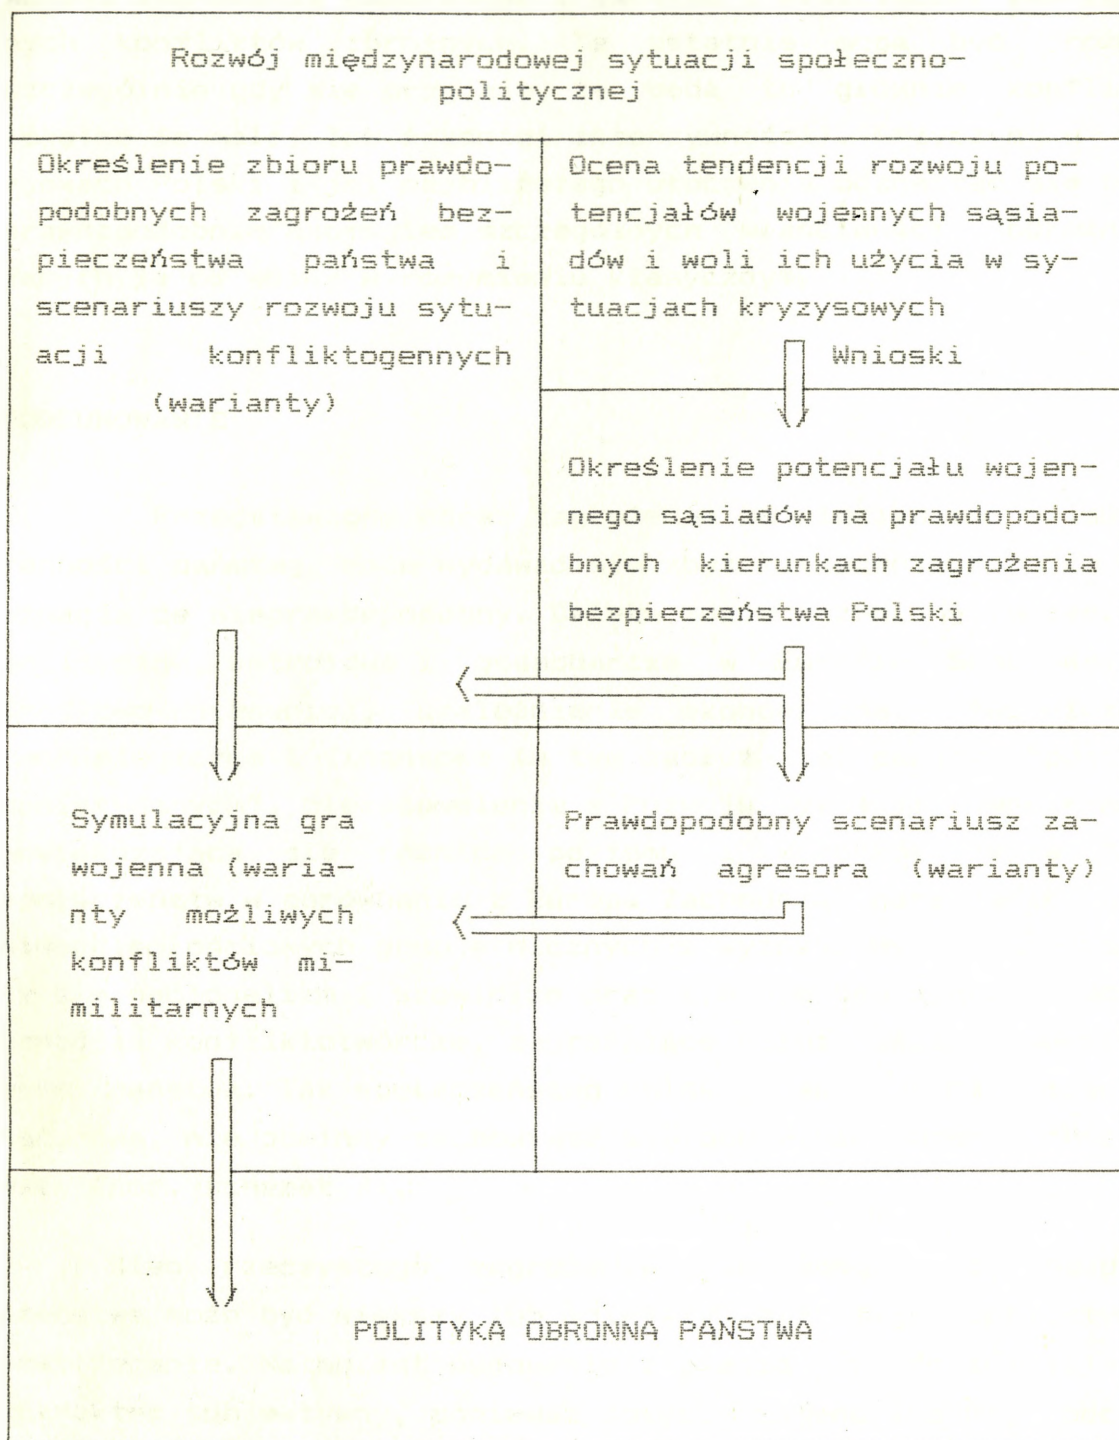 Rozwój międzynarodowej sytuacji społeczno-
politycznej
Określenie zbioru prawdo-
podobnych zagrożeń bez-
pieczeństwa państwa i
scenariuszy rozwoju sytu-
acji konfliktogennych
(warianty)
Ocena tendencji rozwoju po-
tencjałów wojennych sąsia-
dów i woli ich użycia w sy-
tuacjach kryzysowych
Wnioski
Określenie potencjału wojen-
nego sąsiadów na prawdopodo-
bnych kierunkach zagrożenia
bezpieczeństwa Polski
Symulacyjna gra
wojenna (waria-
nty możliwych
konfliktów mi-
militarnych
Prawdopodobny scenariusz za-
chowań agresora (warianty)
POLITYKA OBRONNA PAŃSTWA